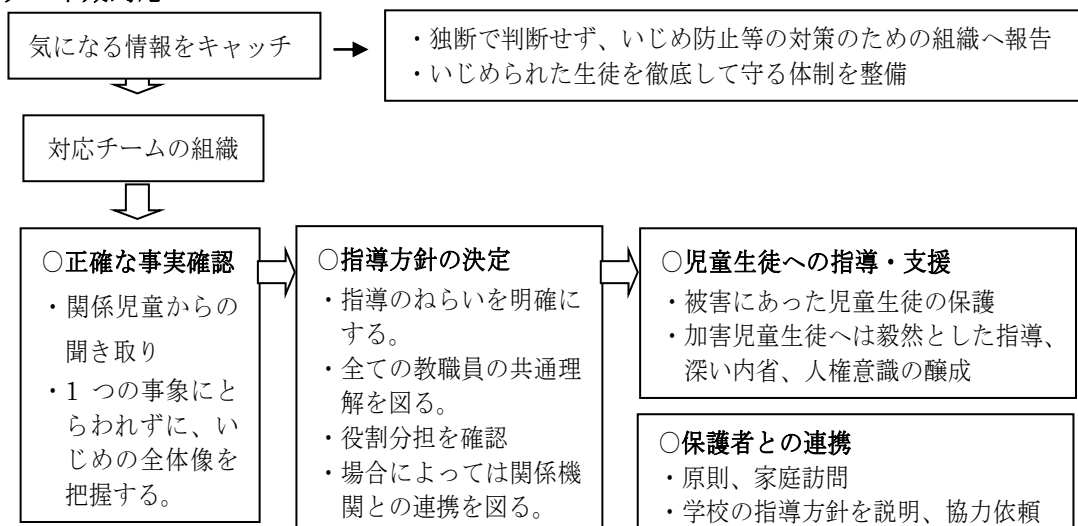 気になる情報をキャッチ
・独断で判断せず、いじめ防止等の対策のための組織へ報告
・いじめられた生徒を徹底して守る体制を整備
対応チームの組織
○正確な事実確認
・関係児童からの
聞き取り
・1 つの事象にと
らわれずに、い
じめの全体像を
把握する。
○指導方針の決定
・指導のねらいを明確に
する。
・全ての教職員の共通理
解を図る。
・役割分担を確認
・場合によっては関係機
関との連携を図る。
○児童生徒への指導・支援
・被害にあった児童生徒の保護
・加害児童生徒へは毅然とした指導、
深い内省、人権意識の醸成
○保護者との連携
・原則、家庭訪問
・学校の指導方針を説明、協力依頼